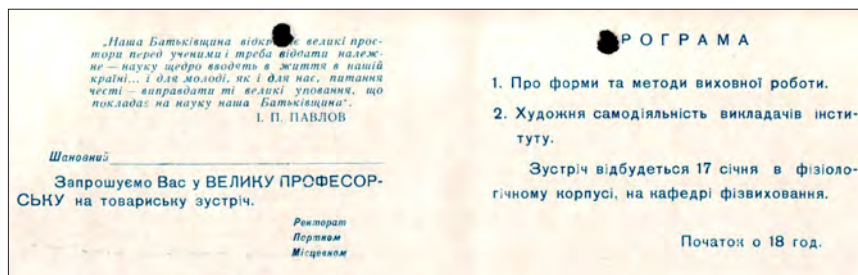 „Наша Батьківщина відкр є великі прос-
тори перед ученими і треба віддати належ-
не — науку щедро вводять в життя в нашій
країні... і для молоді, як і для нас, питання
честі — виправдати ті великі уповання, що
покладає на науку наша Батьківщина“.
І. П. ПАВЛОВ
Шановний
Запрошуємо Вас у ВЕЛИКУ ПРОФЕСОР-
СЬКУ на товариську зустріч.
Ректорат
Партком
Місцевком
РОГРАМА
1. Про форми та методи виховної роботи.
2. Художня самодіяльність викладачів інсти-
туту.
Зустріч відбудеться 17 січня в фізіоло-
гічному корпусі, на кафедрі фізвиховання.
Початок о 18 год.